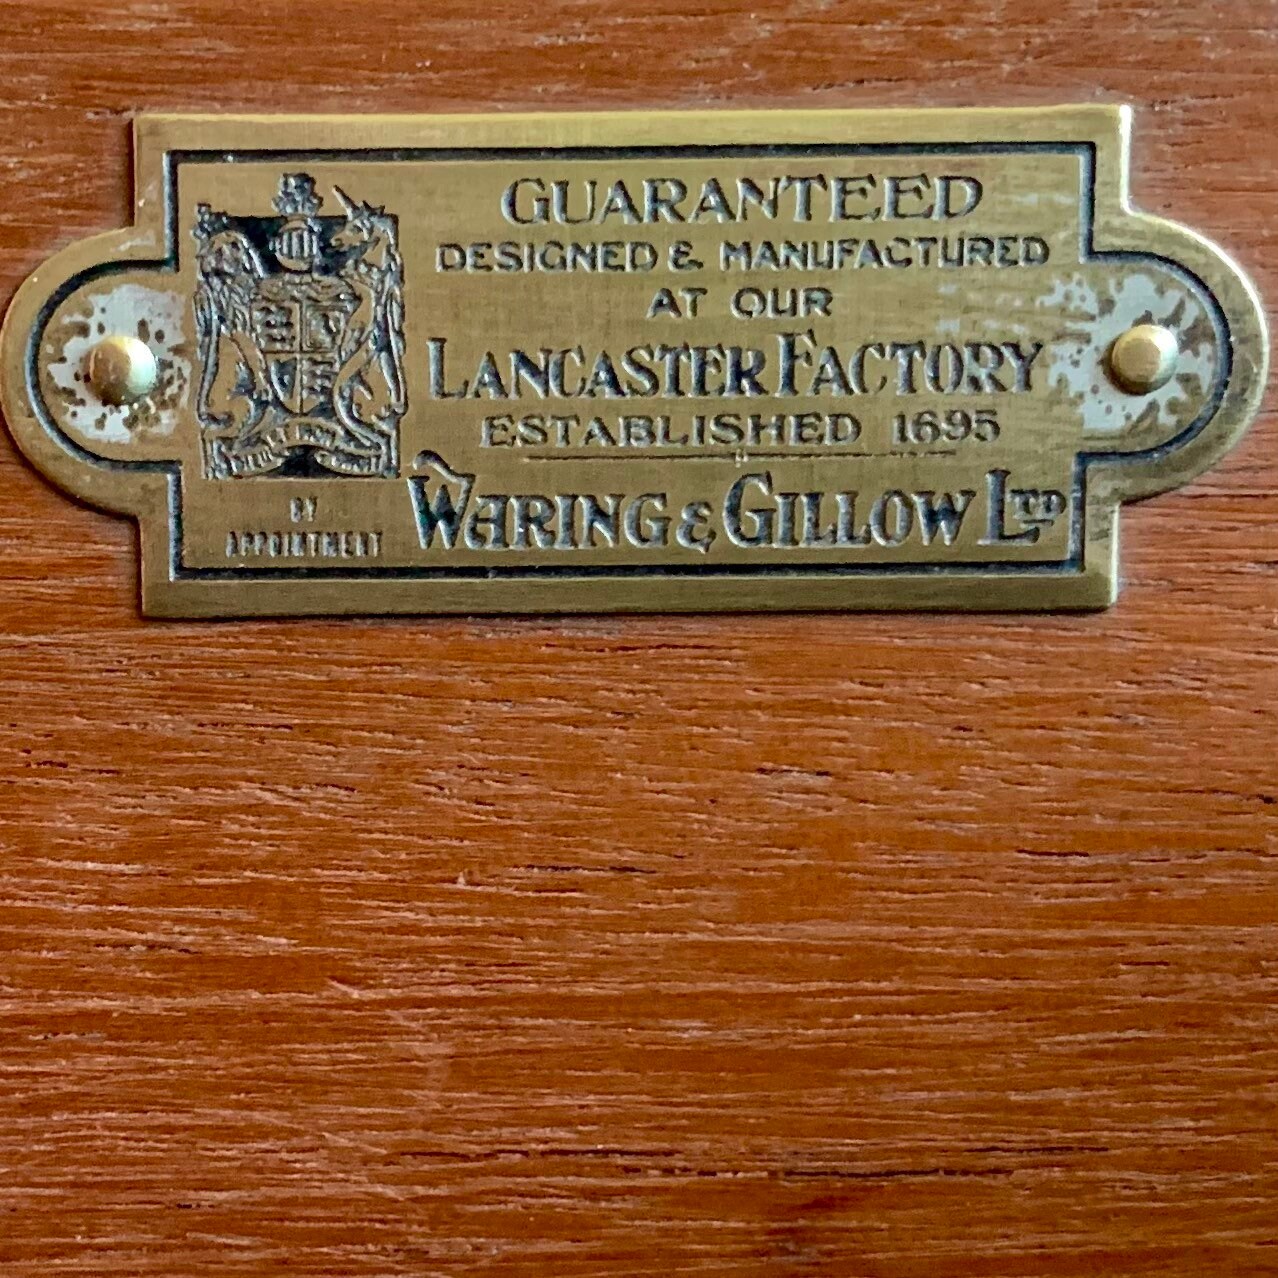 GUARANTEED
DESIGNED & MANUFACTURED
AT OUR
LANCASTER FACTORY
ESTABLISHED 1695
WARING & GILLOW LTD
BY
APPOINTMENT